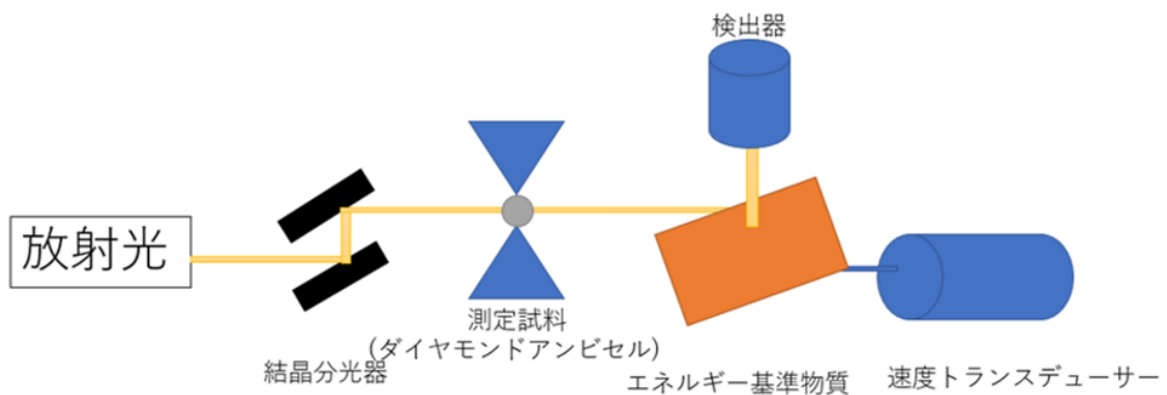 検出器
放射光
測定試料
(ダイヤモンドアンビセル)
結晶分光器
エネルギー基準物質
速度トランスデューサー